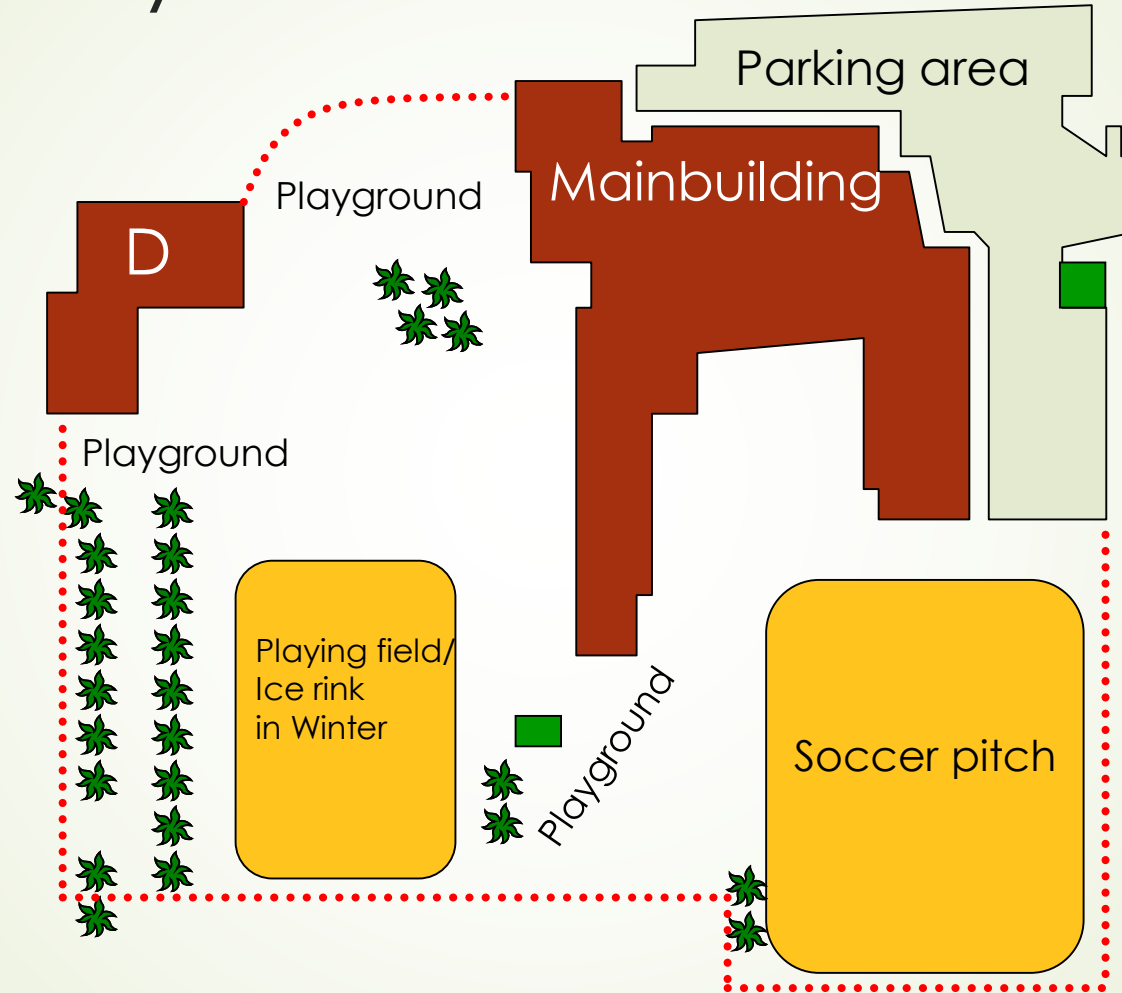 Parking area
Mainbuilding
Playground
D
Playground
Playing field/
Ice rink
in Winter
Playground
Soccer pitch